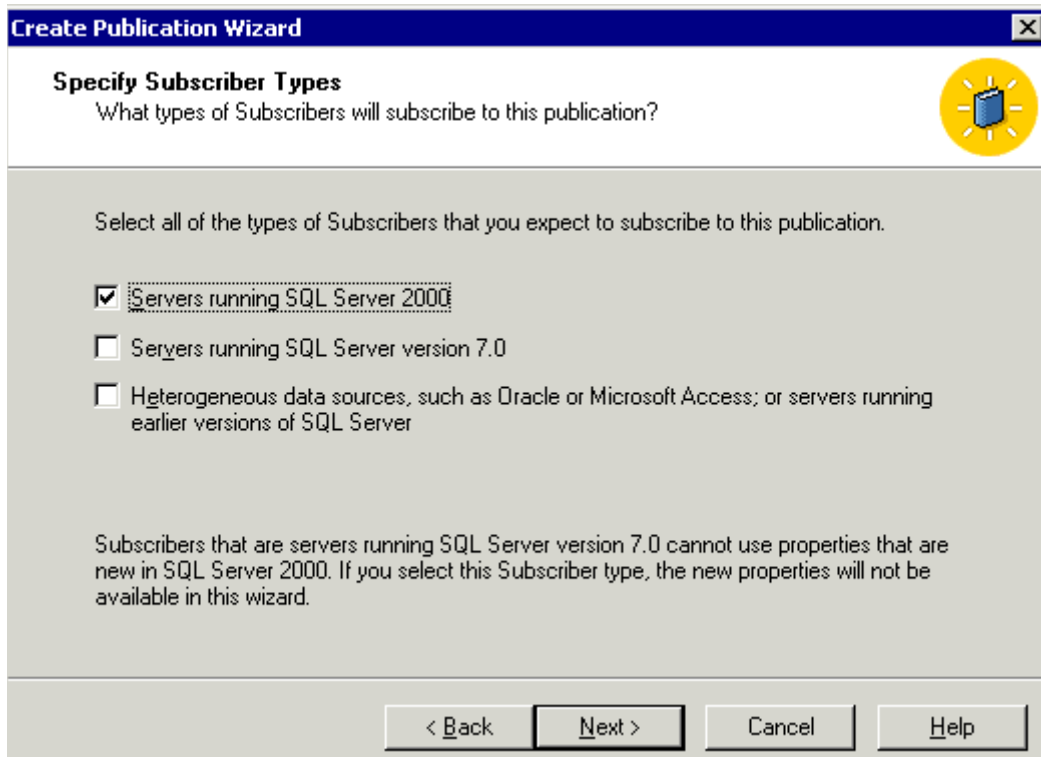 Create Publication Wizard
Specify Subscriber Types
What types of Subscribers will subscribe to this publication?
Select all of the types of Subscribers that you expect to subscribe to this publication.
Servers running SQL Server 2000
Servers running SQL Server version 7.0
Heterogeneous data sources, such as Oracle or Microsoft Access; or servers running
earlier versions of SQL Server
Subscribers that are servers running SQL Server version 7.0 cannot use properties that are
new in SQL Server 2000. If you select this Subscriber type, the new properties will not be
available in this wizard.
< Back Next > Cancel Help